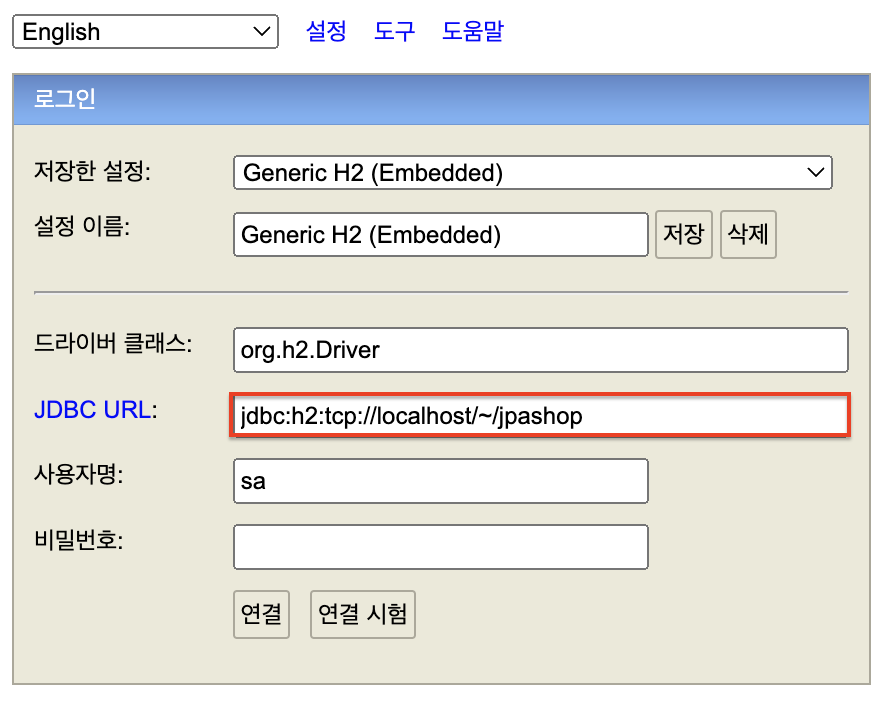 English 설정 도구 도움말
로그인
저장한 설정: Generic H2 (Embedded)
설정 이름: Generic H2 (Embedded) 저장 삭제
드라이버 클래스: org.h2.Driver
JDBC URL: jdbc:h2:tcp://localhost/~/jpashop
사용자명: sa
비밀번호:
연결 연결 시험